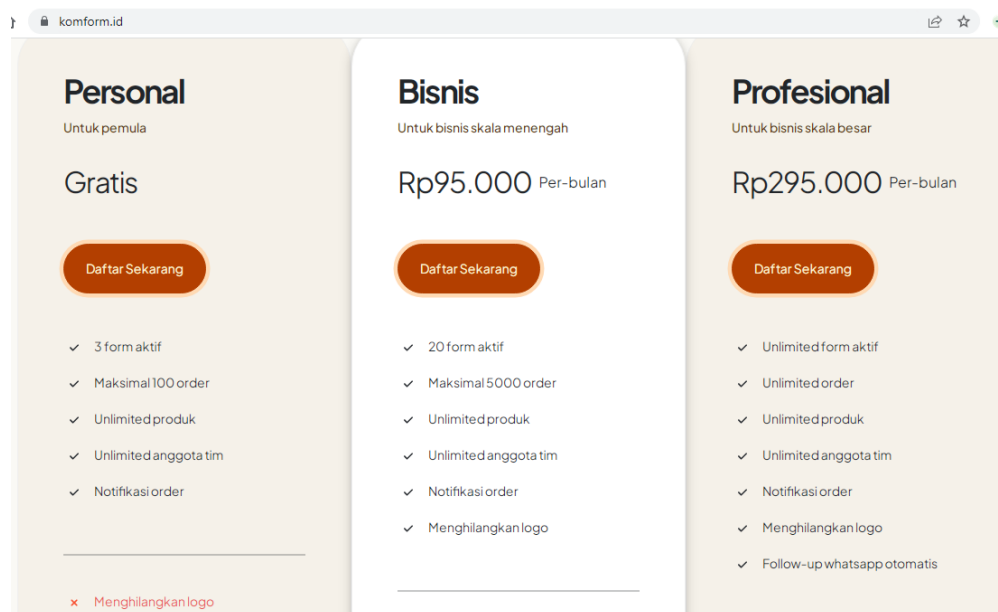 komform.id
Personal
Untuk pemula
Gratis
Daftar Sekarang
3 form aktif
Maksimal 100 order
Unlimited produk
Unlimited anggota tim
Notifikasi order
Menghilangkan logo
Bisnis
Untuk bisnis skala menengah
Rp95.000 Per-bulan
Daftar Sekarang
20 form aktif
Maksimal 5000 order
Unlimited produk
Unlimited anggota tim
Notifikasi order
Menghilangkan logo
Profesional
Untuk bisnis skala besar
Rp295.000 Per-bulan
Daftar Sekarang
Unlimited form aktif
Unlimited order
Unlimited produk
Unlimited anggota tim
Notifikasi order
Menghilangkan logo
Follow-up whatsapp otomatis